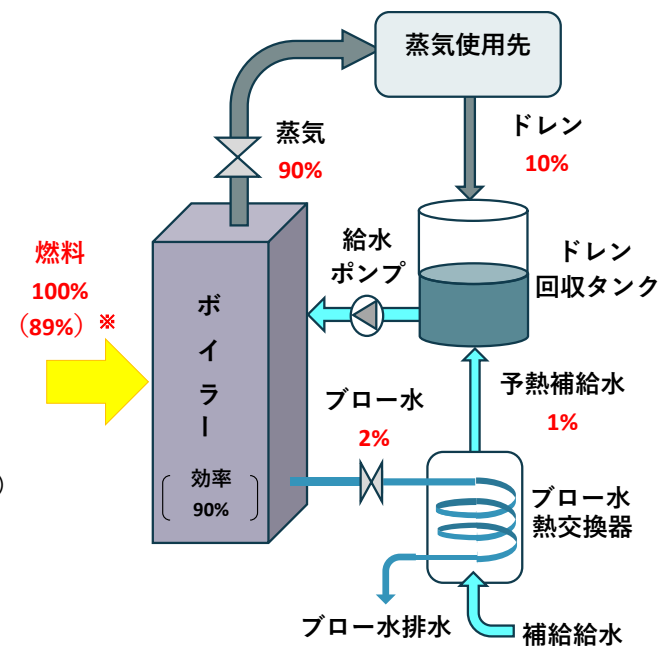 蒸気使用先
蒸気
90%
ドレン
10%
燃料
100%
（89%）※
給水
ポンプ
ドレン
回収タンク
ボイラー
効率
90%
ブロー水
2%
予熱補給水
1%
ブロー水
熱交換器
ブロー水排水
補給給水
）